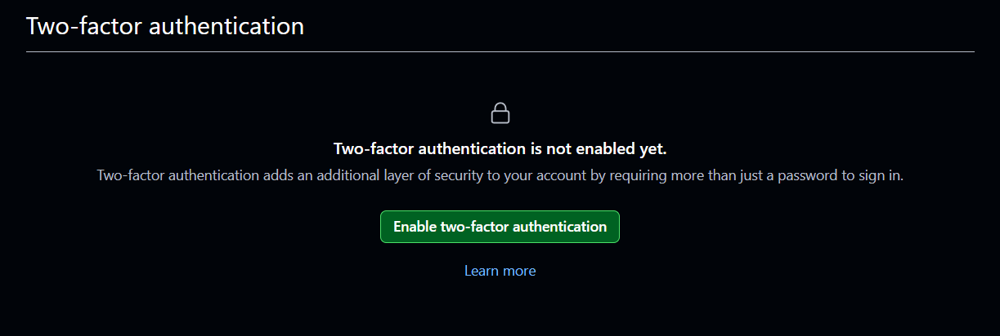 Two-factor authentication
Two-factor authentication is not enabled yet.
Two-factor authentication adds an additional layer of security to your account by requiring more than just a password to sign in.
Enable two-factor authentication
Learn more